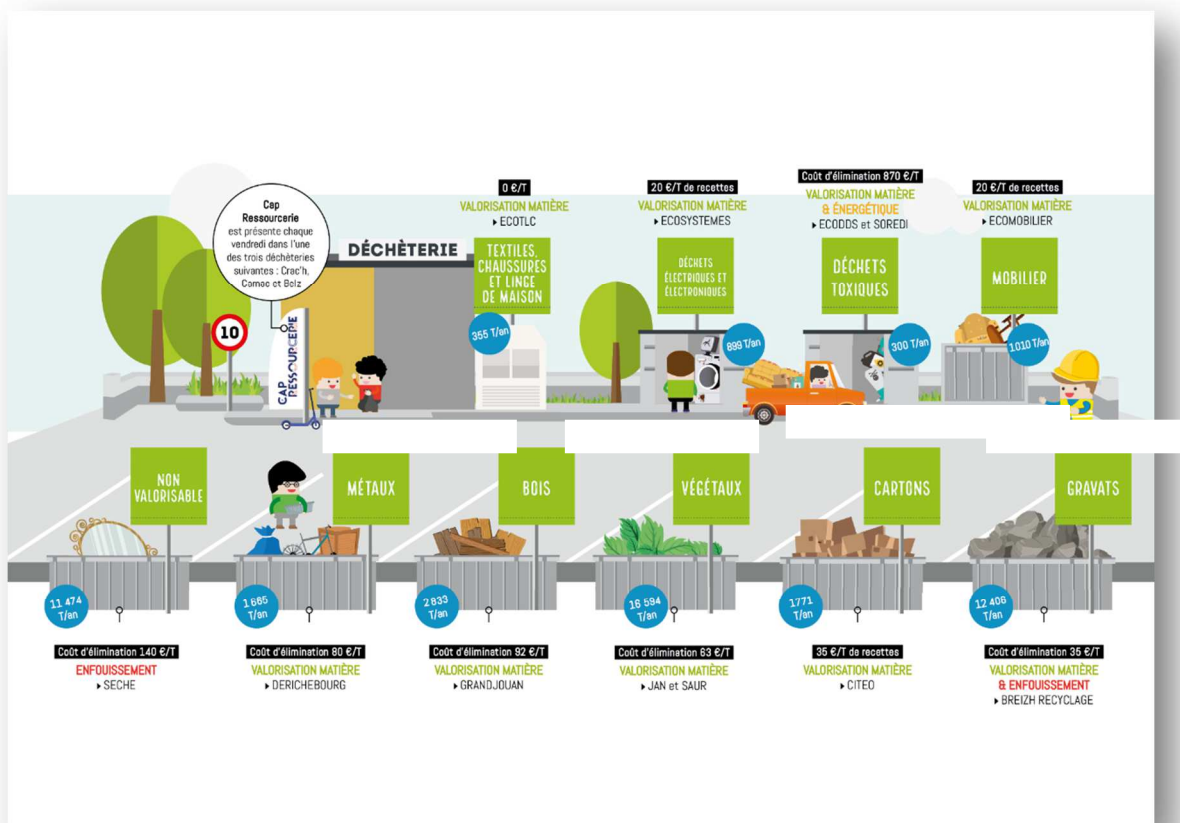 0 €/T
VALORISATION MATIÈRE
▸ ECOTLC
20 €/T de recettes
VALORISATION MATIÈRE
▸ ECOSYSTEMES
Coût d'élimination 870 €/T
VALORISATION MATIÈRE
& ÉNERGÉTIQUE
▸ ECODDS et SOREDI
20 €/T de recettes
VALORISATION MATIÈRE
▸ ECOMOBILIER
Cap
Ressourcerie
est présente chaque
vendredi dans l'une
des trois déchèteries
suivantes : Crac'h,
Carnac et Belz
DÉCHÈTERIE
TEXTILES,
CHAUSSURES
ET LINGE
DE MAISON
DÉCHETS
ÉLECTRIQUES ET
ÉLECTRONIQUES
DÉCHETS
TOXIQUES
MOBILIER
10
CAP
RESSOURCERIE
355 T/an
899 T/an
300 T/an
1 010 T/an
NON
VALORISABLE
MÉTAUX
BOIS
VÉGÉTAUX
CARTONS
GRAVATS
11 474
T/an
1 665
T/an
2 833
T/an
16 594
T/an
1771
T/an
12 406
T/an
Coût d'élimination 140 €/T
ENFOUISSEMENT
▸ SECHE
Coût d'élimination 80 €/T
VALORISATION MATIÈRE
▸ DERICHEBOURG
Coût d'élimination 92 €/T
VALORISATION MATIÈRE
▸ GRANDJOUAN
Coût d'élimination 63 €/T
VALORISATION MATIÈRE
▸ JAN et SAUR
35 €/T de recettes
VALORISATION MATIÈRE
▸ CITEO
Coût d'élimination 35 €/T
VALORISATION MATIÈRE
& ENFOUISSEMENT
▸ BREIZH RECYCLAGE